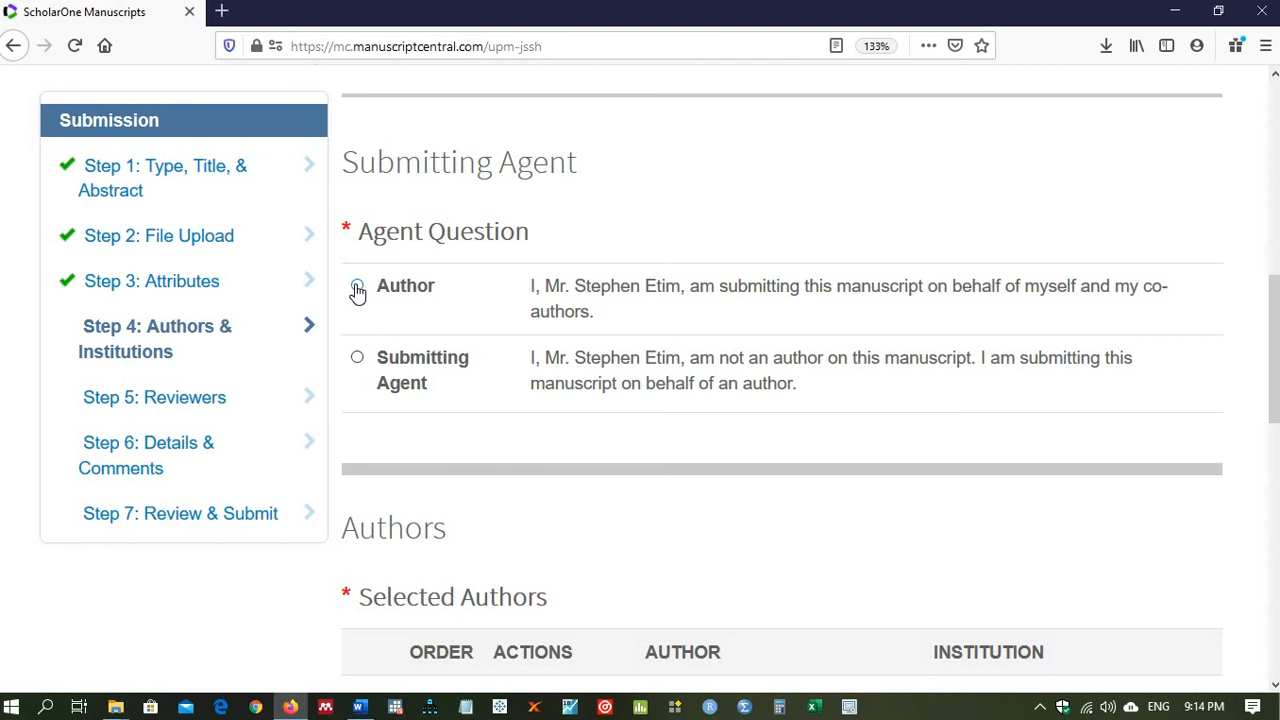 ScholarOne Manuscripts
https://mc.manuscriptcentral.com/upm-jssh
133%
Submission
Step 1: Type, Title, &
Abstract
Step 2: File Upload
Step 3: Attributes
Step 4: Authors &
Institutions
Step 5: Reviewers
Step 6: Details &
Comments
Step 7: Review & Submit
Submitting Agent
* Agent Question
Author
I, Mr. Stephen Etim, am submitting this manuscript on behalf of myself and my co-
authors.
Submitting
Agent
I, Mr. Stephen Etim, am not an author on this manuscript. I am submitting this
manuscript on behalf of an author.
Authors
* Selected Authors
ORDER ACTIONS AUTHOR INSTITUTION
ENG 9:14 PM